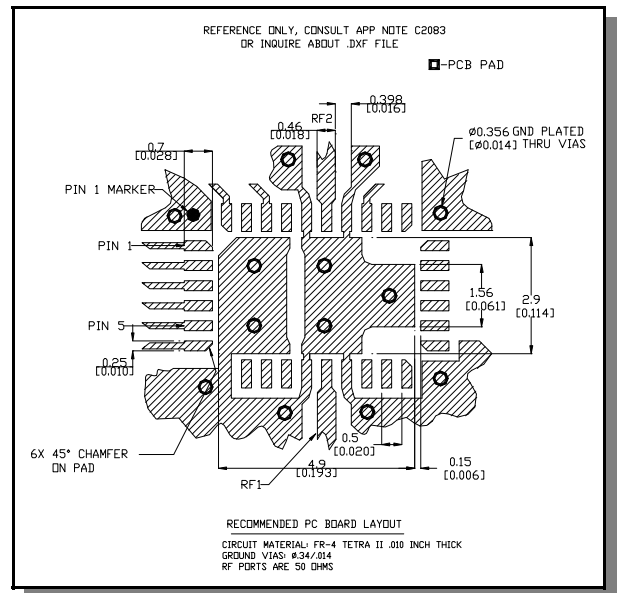 REFERENCE ONLY, CONSULT APP NOTE C2083
OR INQUIRE ABOUT .DXF FILE
-PCB PAD
0.398
[0.016]
RF2
0.46
[0.018]
0.7
[0.028]
Ø0.356 GND PLATED
[Ø0.014] THRU VIAS
PIN 1 MARKER
PIN 1
1.56
[0.061]
2.9
[0.114]
PIN 5
0.25
[0.010]
6X 45° CHAMFER
ON PAD
0.5
[0.020]
4.9
[0.193]
0.15
[0.006]
RF1
RECOMMENDED PC BOARD LAYOUT
CIRCUIT MATERIAL: FR-4 TETRA II .010 INCH THICK
GROUND VIAS: Ø.34/.014
RF PORTS ARE 50 OHMS